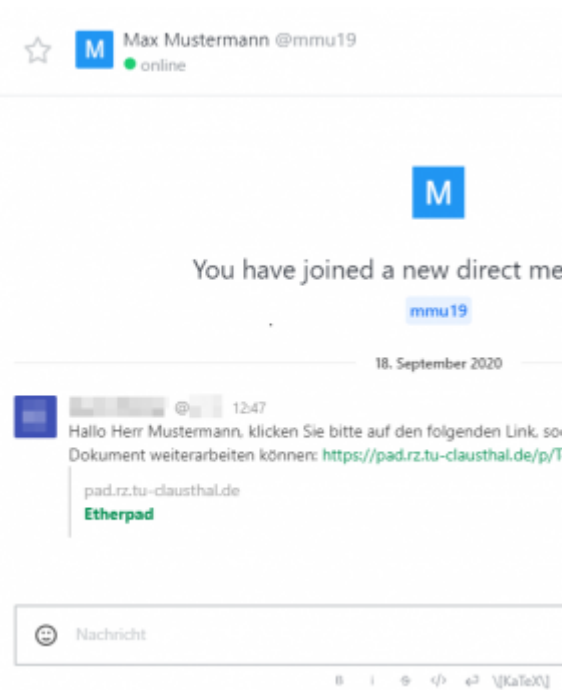 M Max Mustermann @mmu19
online
M
You have joined a new direct me
mmu19
18. September 2020
@ 12:47
Hallo Herr Mustermann, klicken Sie bitte auf den folgenden Link, so
Dokument weiterarbeiten können: https://pad.rz.tu-clausthal.de/p/T
pad.rz.tu-clausthal.de
Etherpad
Nachricht
B i S </> \[KaTeX\]